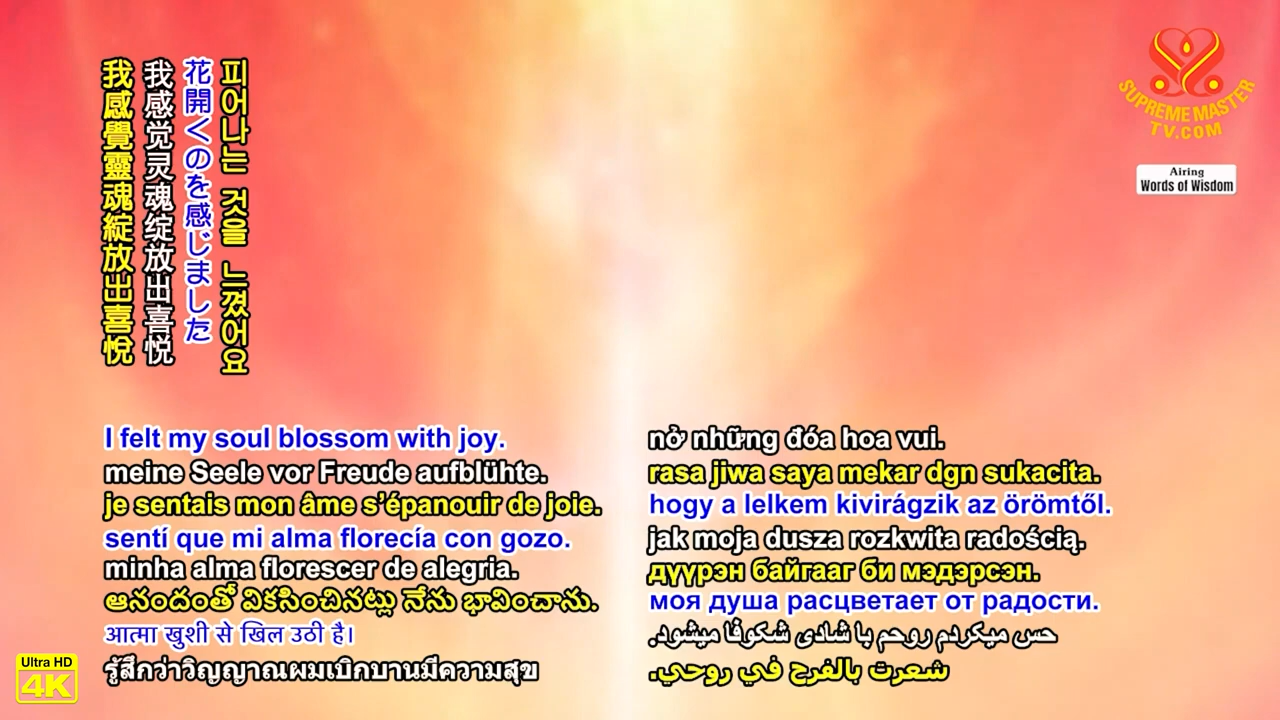 我感覺靈魂綻放出喜悅
我感觉灵魂绽放出喜悦
花開くのを感じました
피어나는 것을 느꼈어요
SUPREME MASTER
TV.COM
Airing
Words of Wisdom
I felt my soul blossom with joy.
meine Seele vor Freude aufblühte.
je sentais mon âme s’épanouir de joie.
sentí que mi alma florecía con gozo.
minha alma florescer de alegria.
ఆనందంతో వికసించినట్లు నేను భావించాను.
आत्मा खुशी से खिल उठी है।
รู้สึกว่าวิญญาณผมเบิกบานมีความสุข
nở những đóa hoa vui.
rasa jiwa saya mekar dgn sukacita.
hogy a lelkem kivirágzik az örömtől.
jak moja dusza rozkwita radością.
дүүрэн байгааг би мэдэрсэн.
моя душа расцветает от радости.
حس میکردم روحم با شادی شکوفا میشود.
شعرت بالفرح في روحي.
Ultra HD
4K